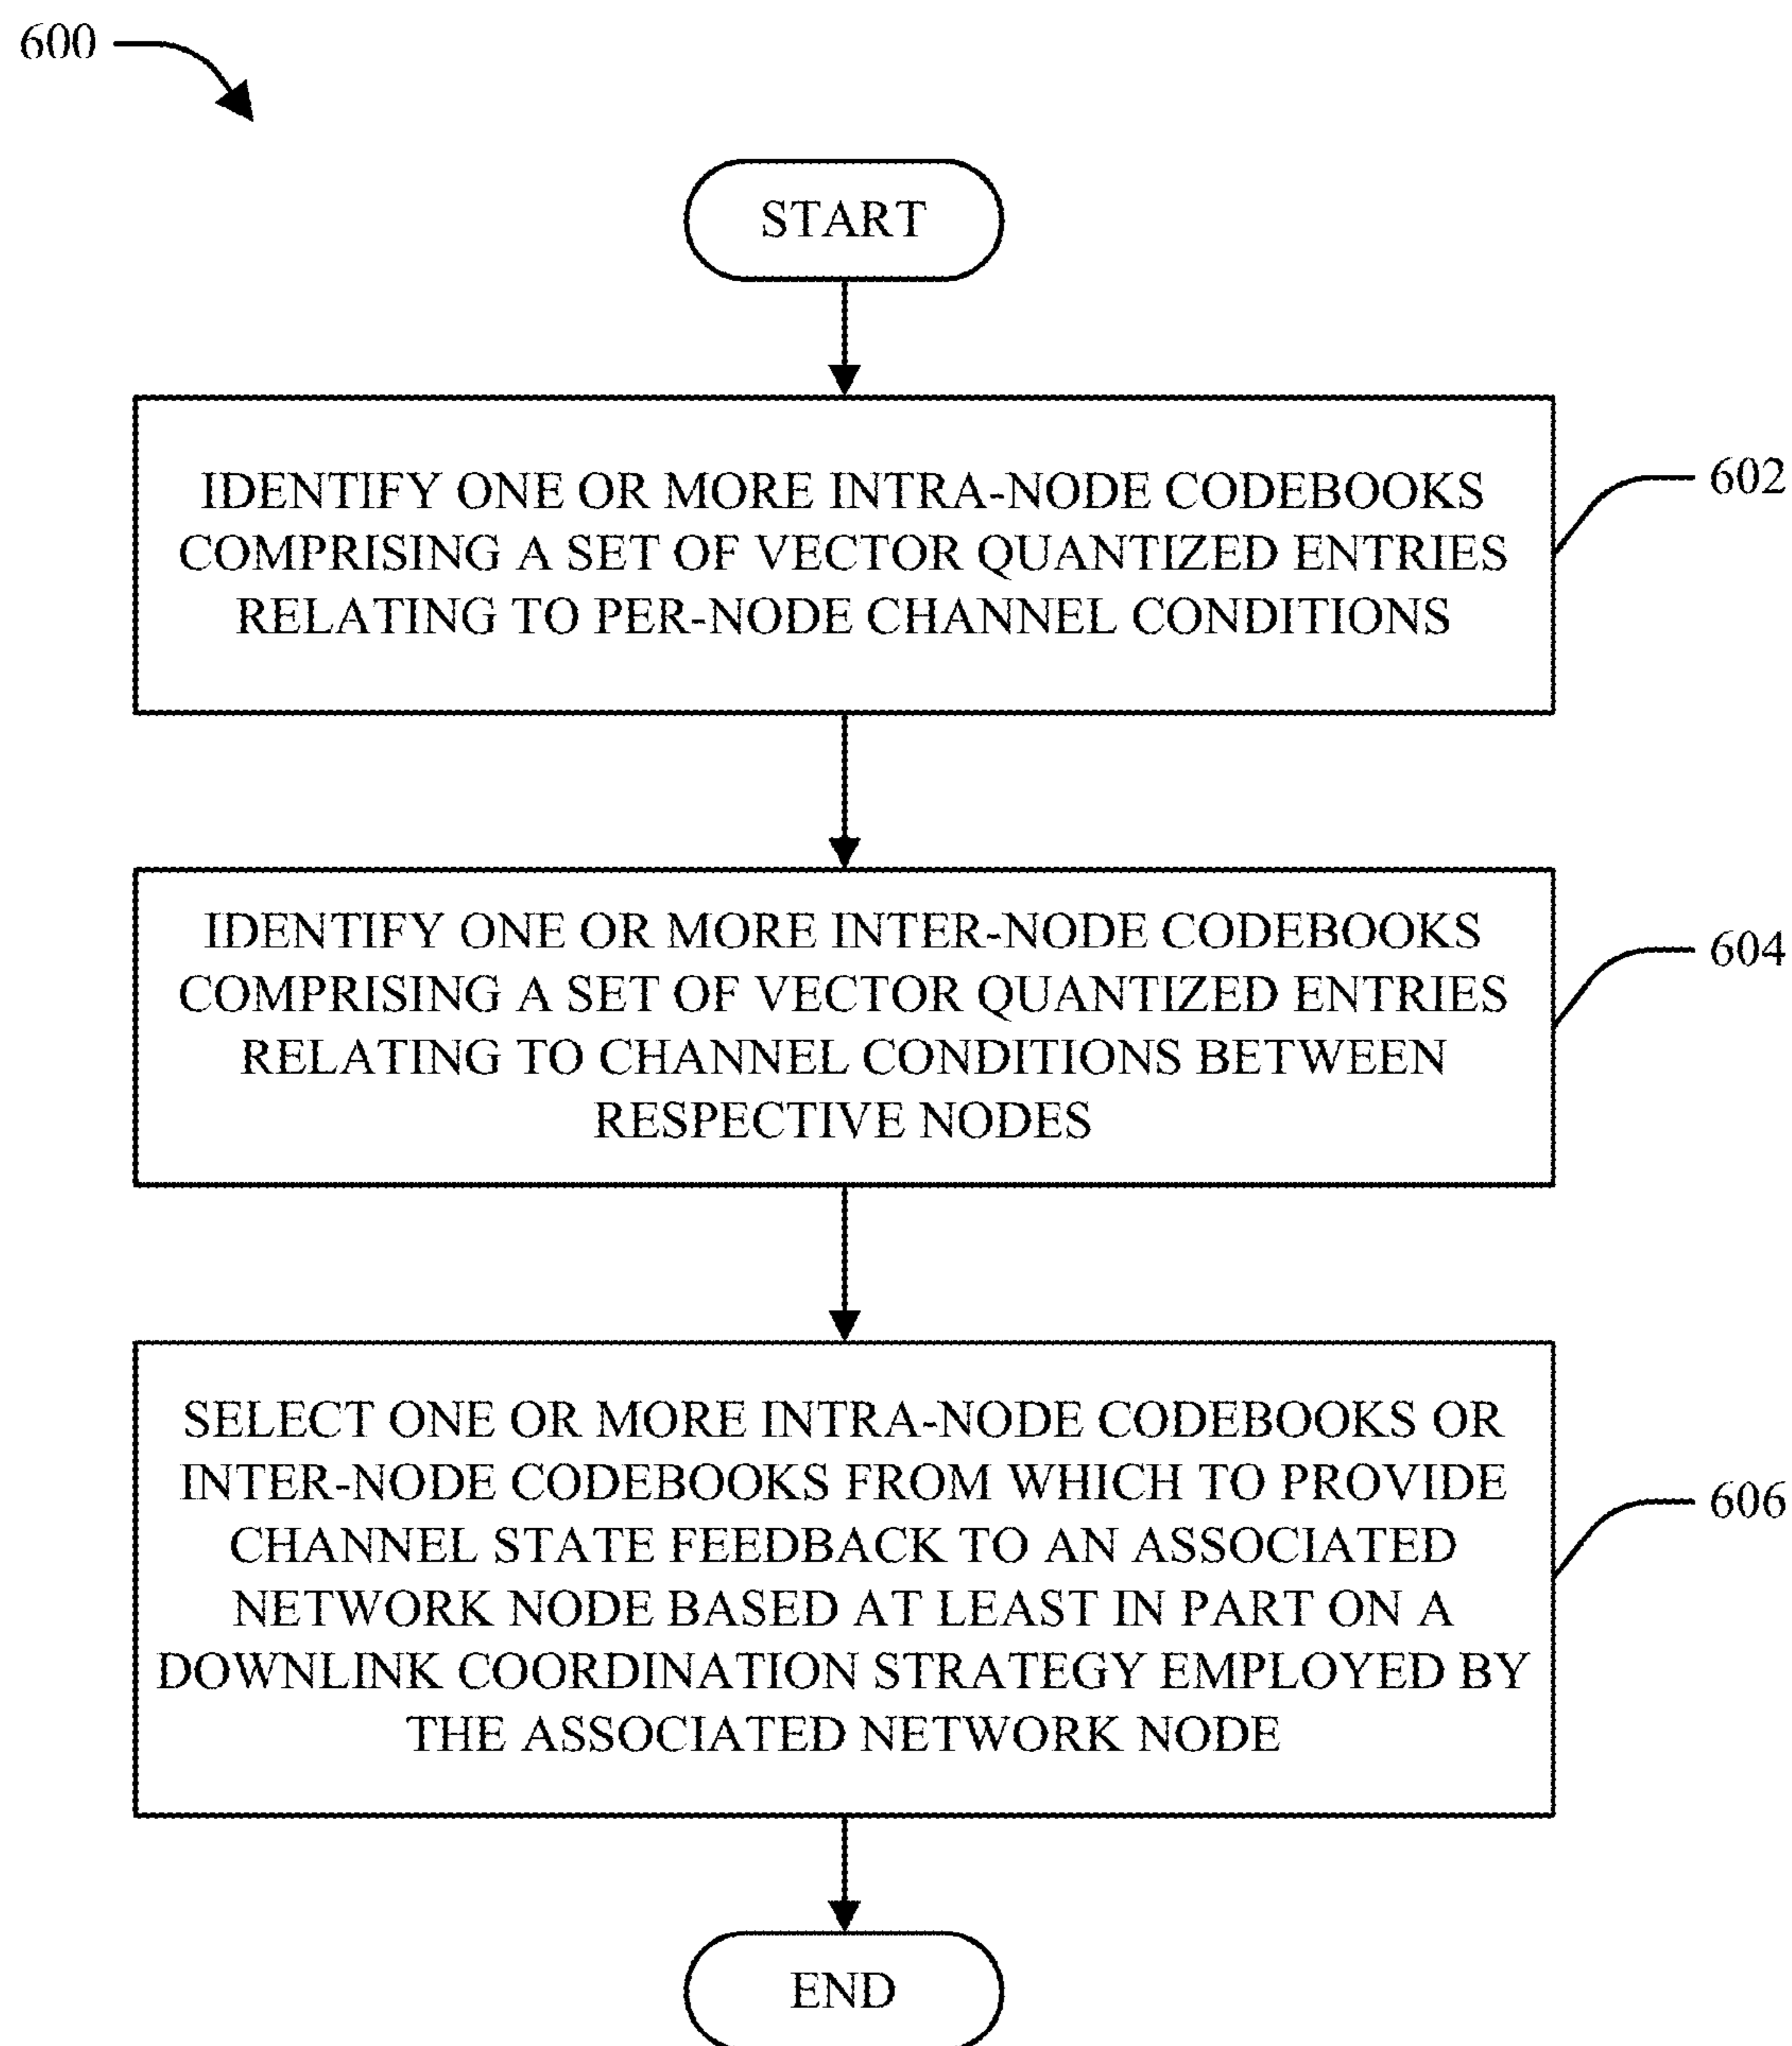 600
START
IDENTIFY ONE OR MORE INTRA-NODE CODEBOOKS
COMPRISING A SET OF VECTOR QUANTIZED ENTRIES
RELATING TO PER-NODE CHANNEL CONDITIONS
602
IDENTIFY ONE OR MORE INTER-NODE CODEBOOKS
COMPRISING A SET OF VECTOR QUANTIZED ENTRIES
RELATING TO CHANNEL CONDITIONS BETWEEN
RESPECTIVE NODES
604
SELECT ONE OR MORE INTRA-NODE CODEBOOKS OR
INTER-NODE CODEBOOKS FROM WHICH TO PROVIDE
CHANNEL STATE FEEDBACK TO AN ASSOCIATED
NETWORK NODE BASED AT LEAST IN PART ON A
DOWNLINK COORDINATION STRATEGY EMPLOYED BY
THE ASSOCIATED NETWORK NODE
606
END